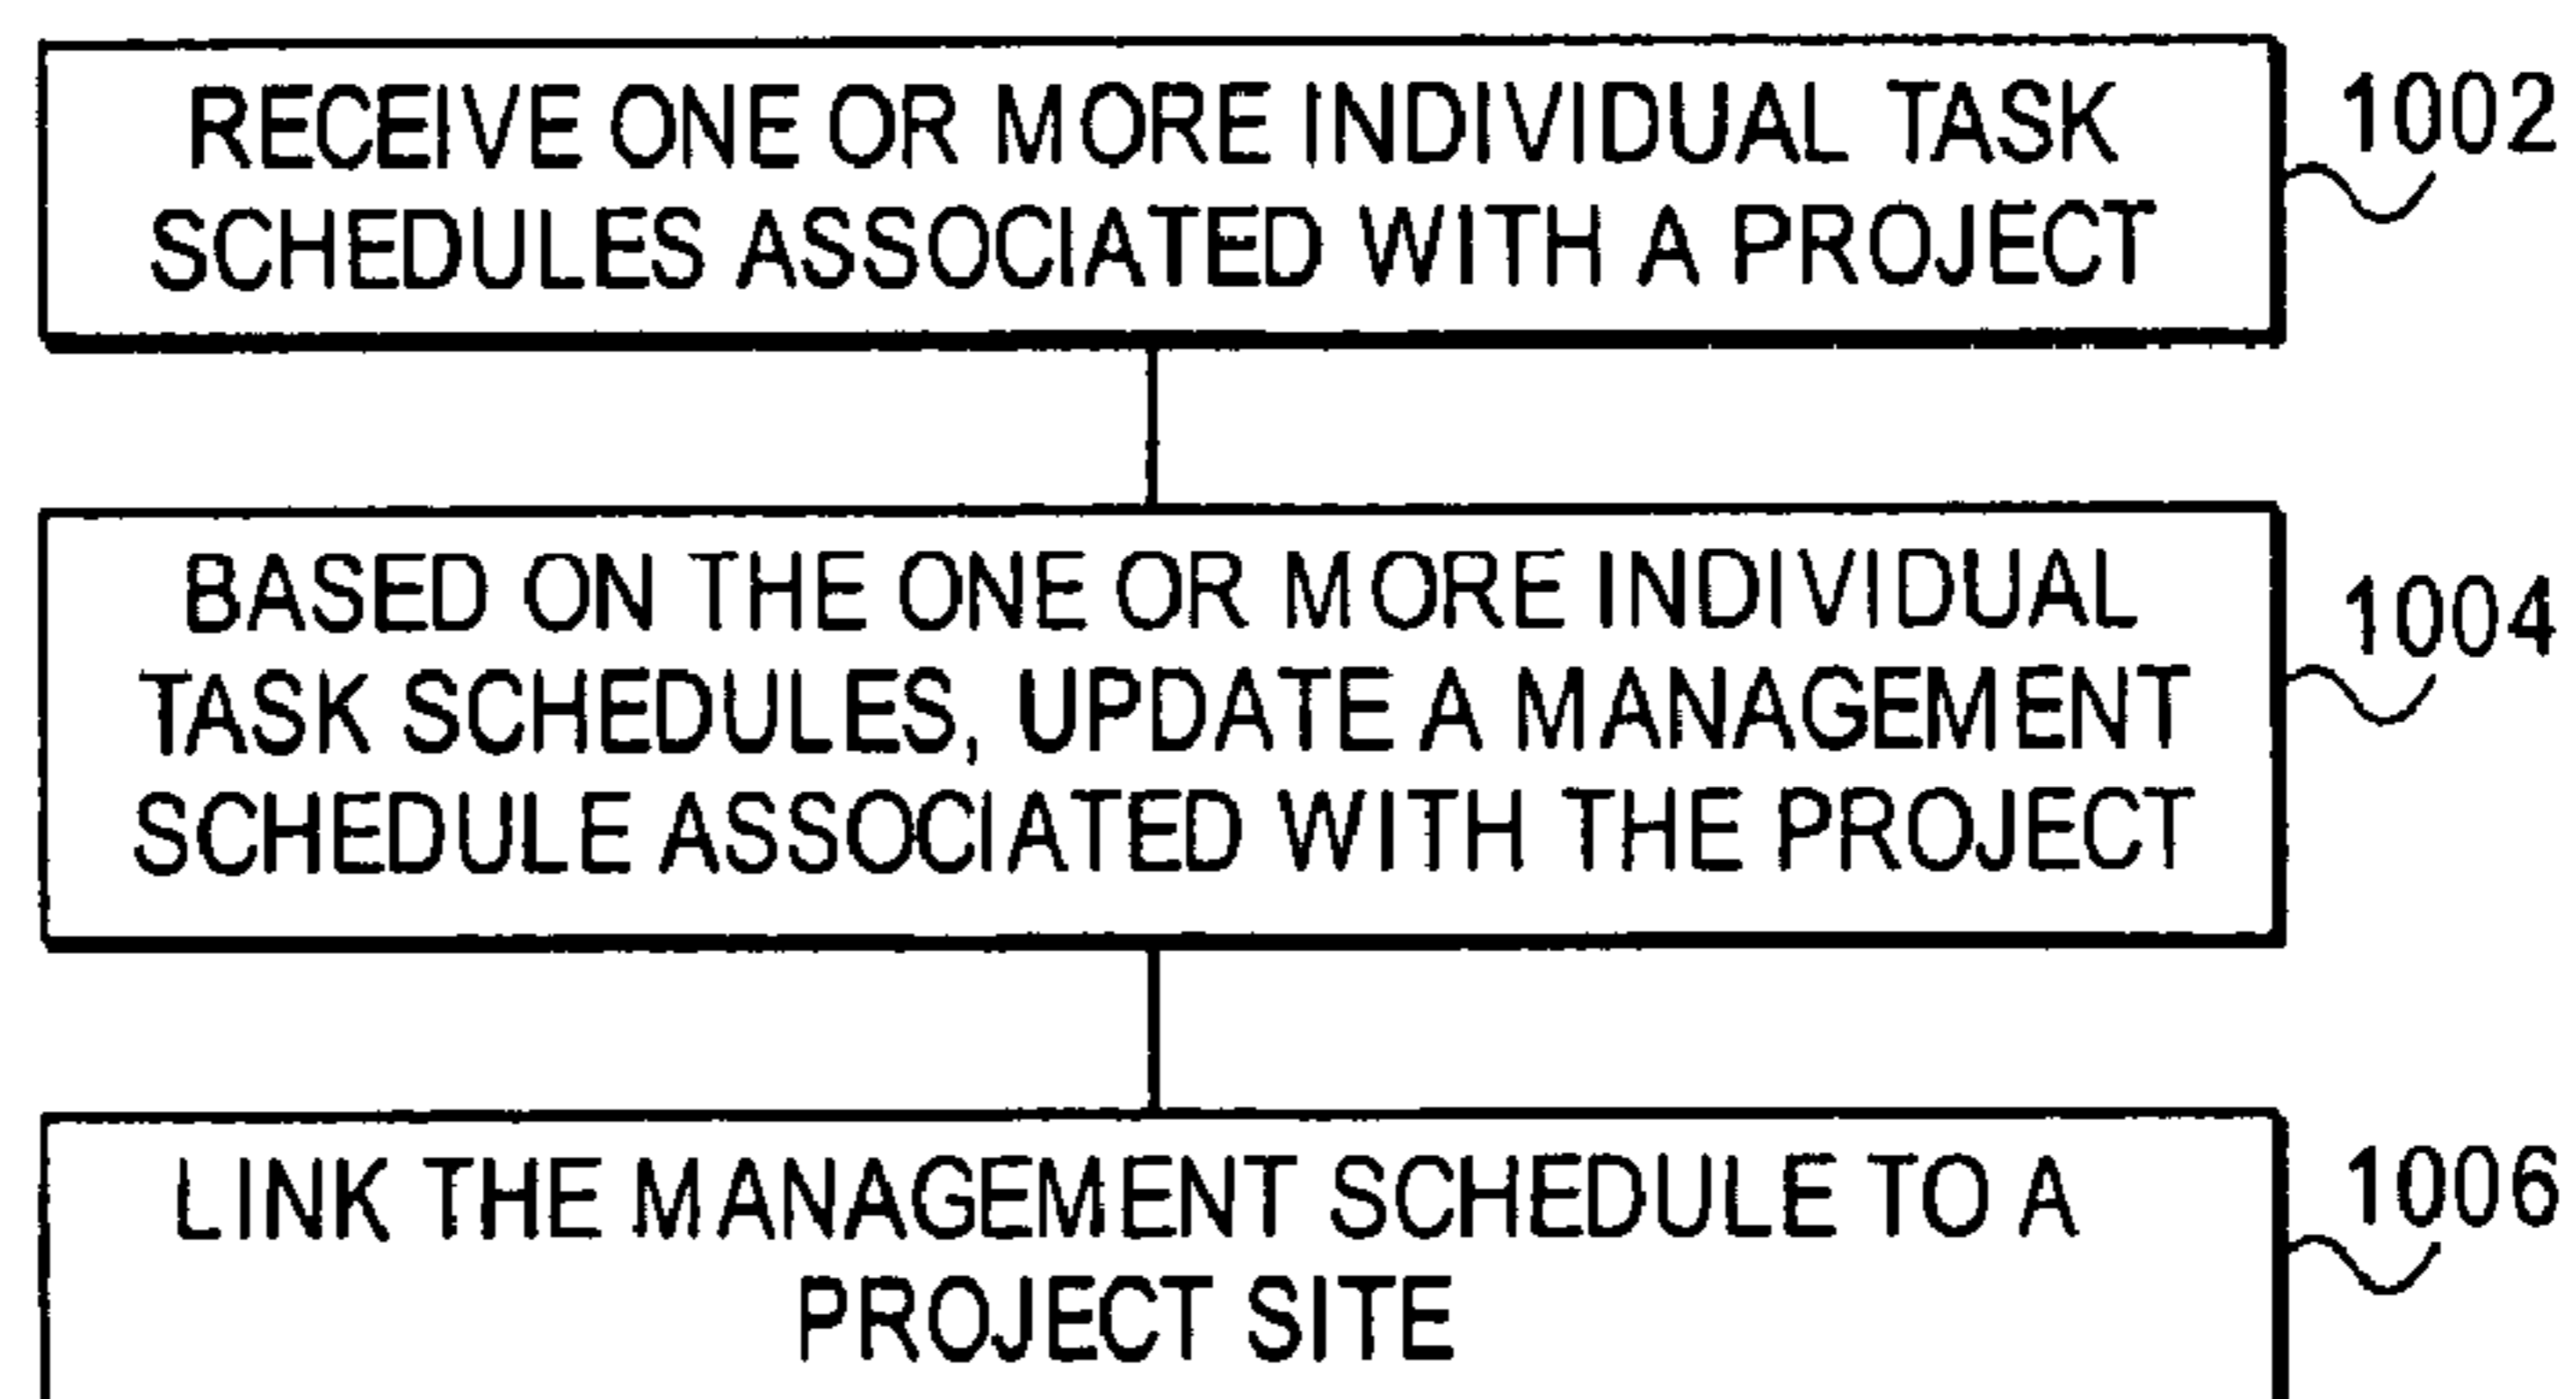 RECEIVE ONE OR MORE INDIVIDUAL TASK
SCHEDULES ASSOCIATED WITH A PROJECT
1002
BASED ON THE ONE OR MORE INDIVIDUAL
TASK SCHEDULES, UPDATE A MANAGEMENT
SCHEDULE ASSOCIATED WITH THE PROJECT
1004
LINK THE MANAGEMENT SCHEDULE TO A
PROJECT SITE
1006